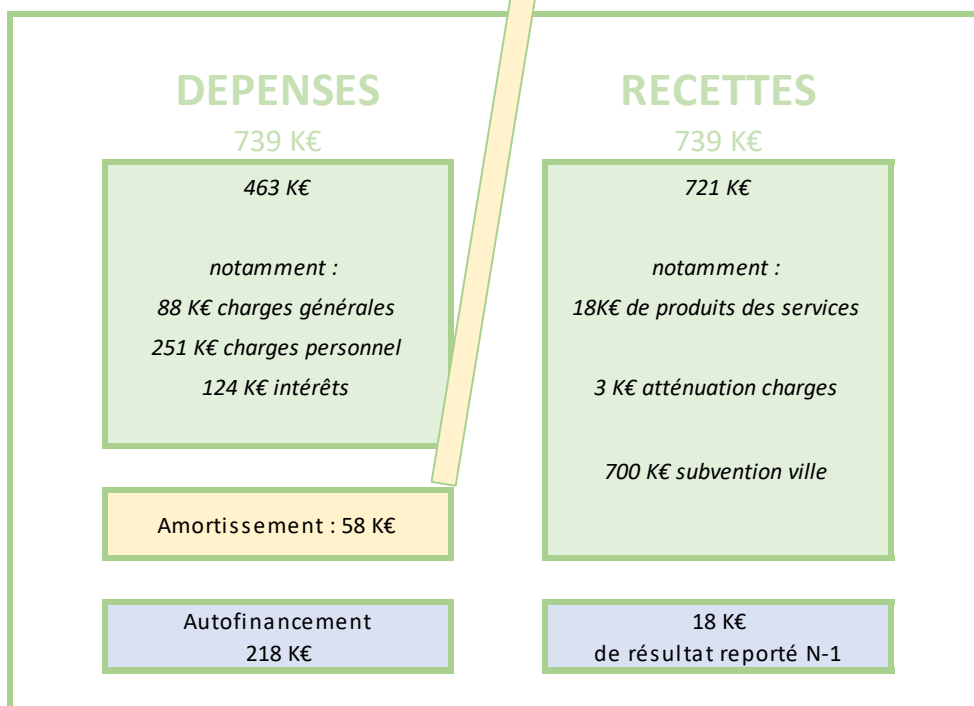 DEPENSES
739 K€
463 K€
notamment :
88 K€ charges générales
251 K€ charges personnel
124 K€ intérêts
Amortissement : 58 K€
Autofinancement
218 K€
RECETTES
739 K€
721 K€
notamment :
18K€ de produits des services
3 K€ atténuation charges
700 K€ subvention ville
18 K€
de résultat reporté N-1